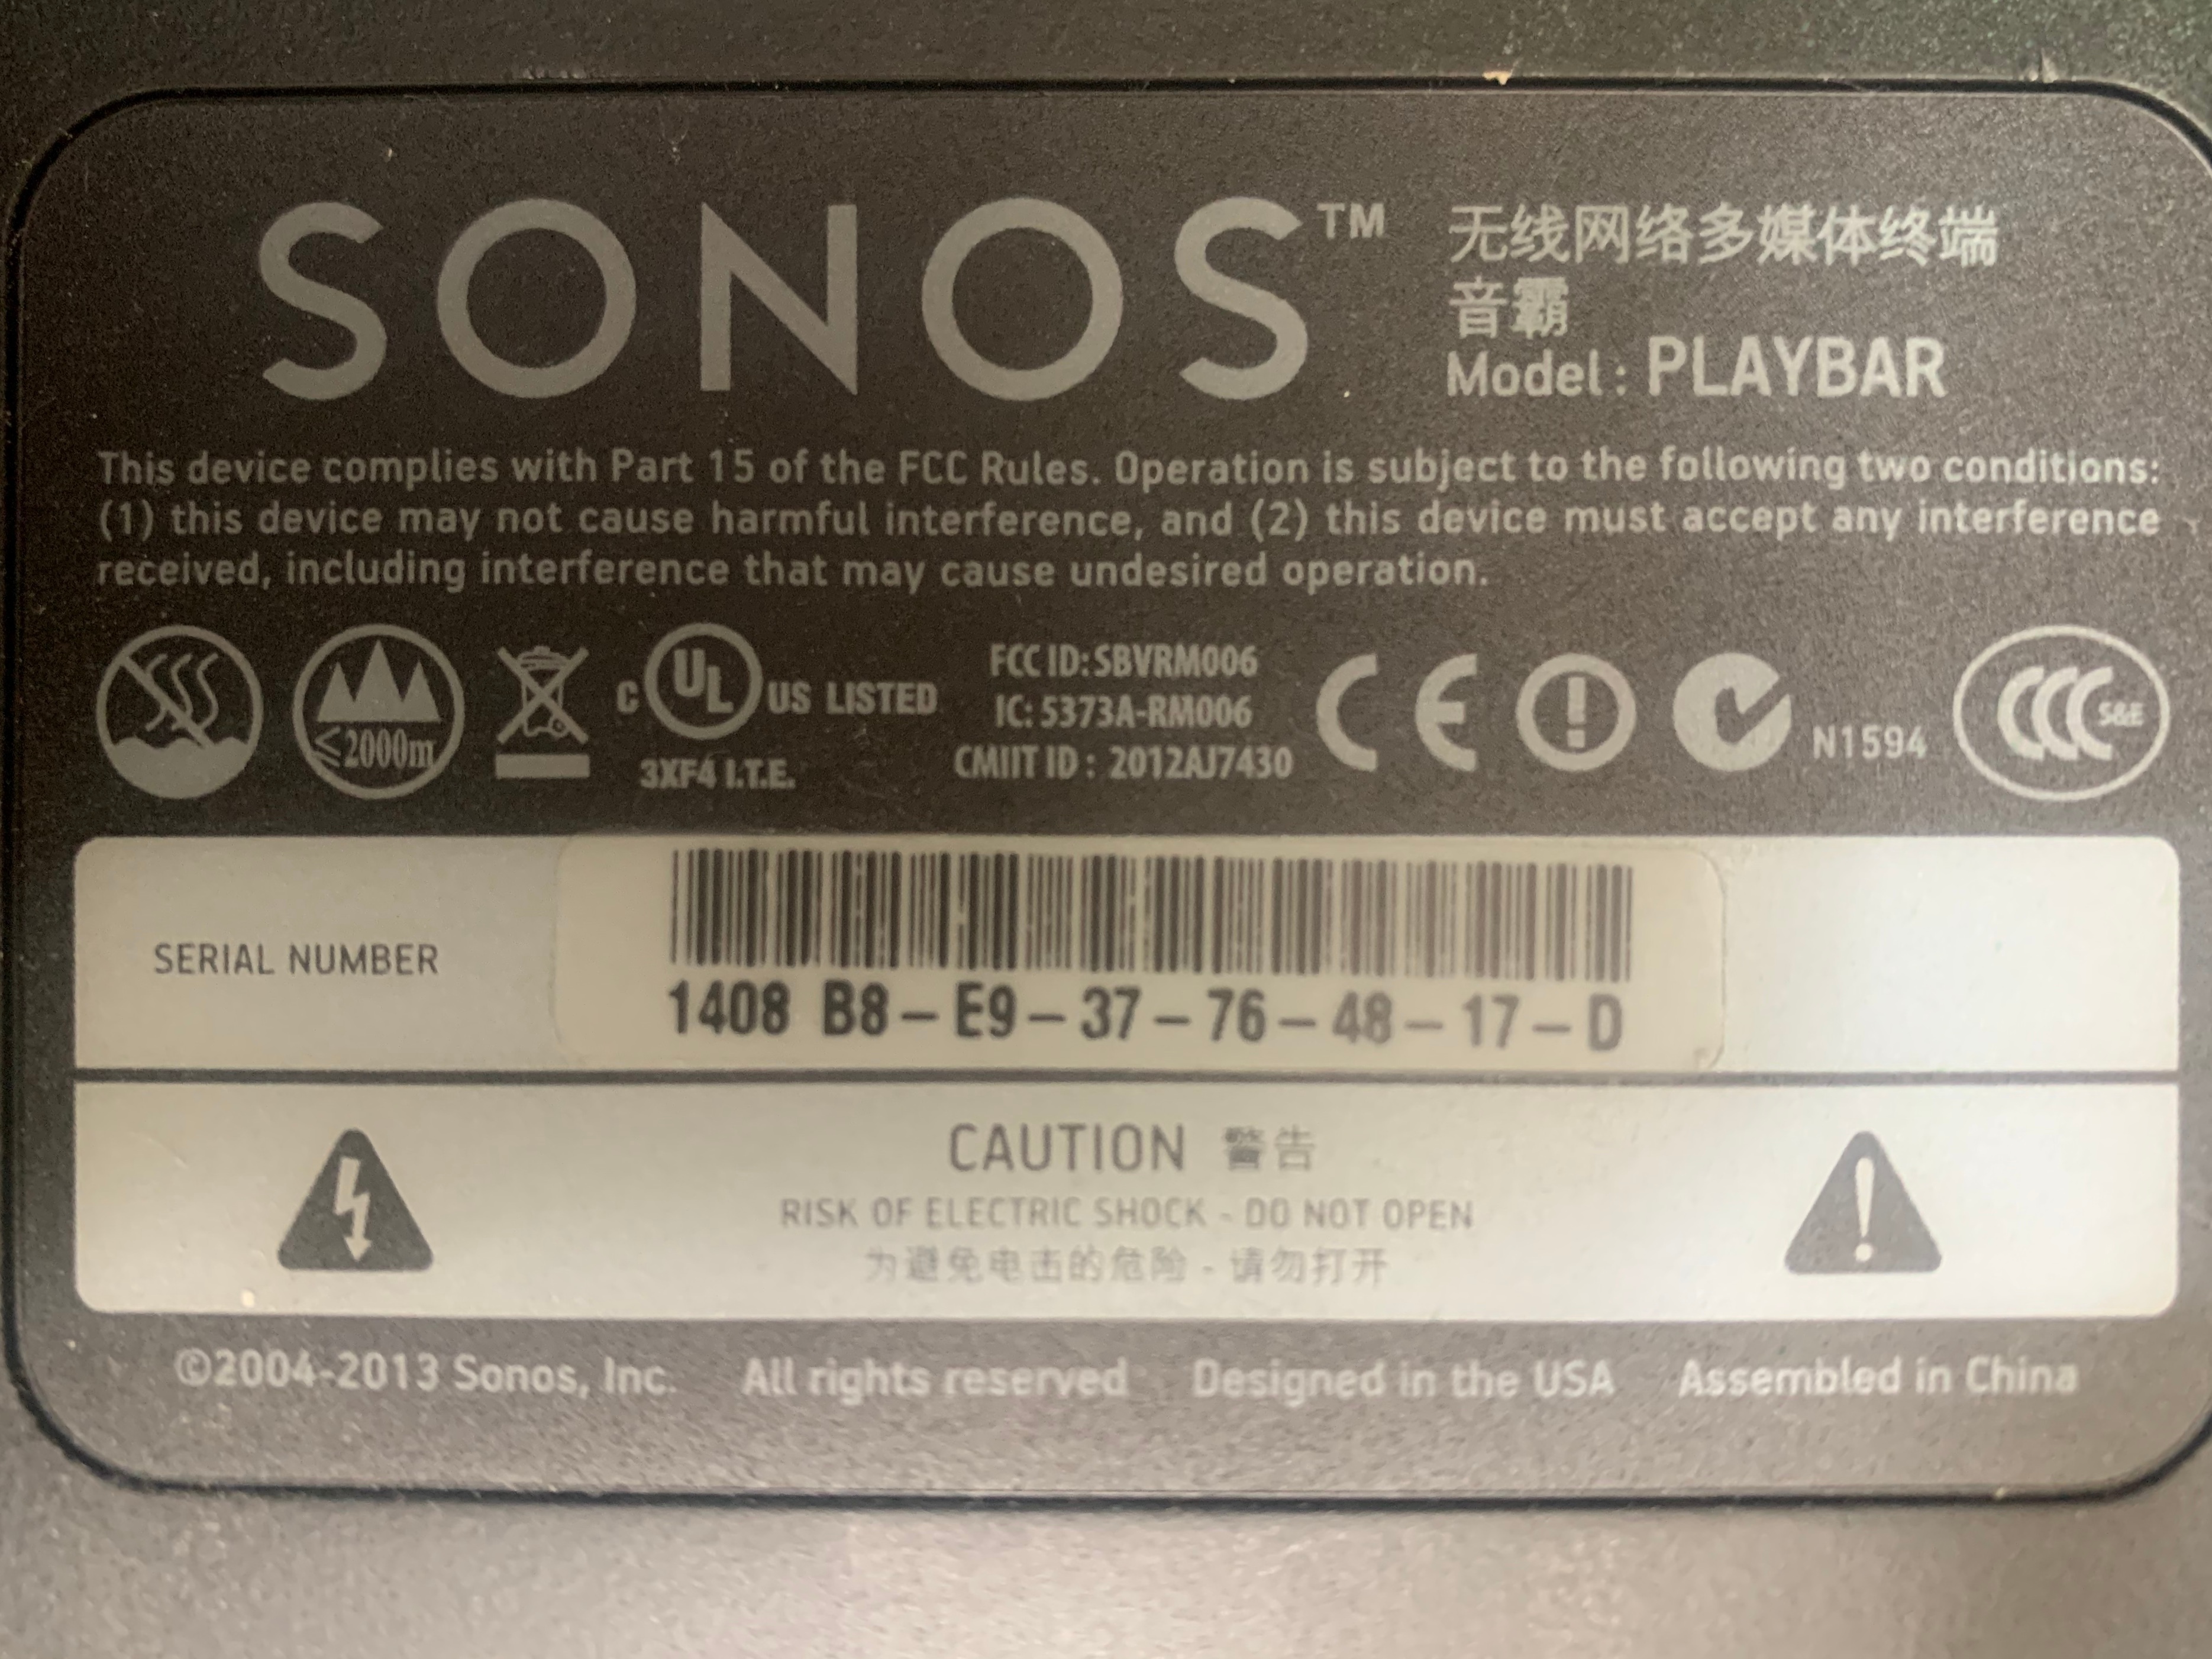 SONOS™
无线网络多媒体终端
音霸
Model: PLAYBAR
This device complies with Part 15 of the FCC Rules. Operation is subject to the following two conditions:
(1) this device may not cause harmful interference, and (2) this device must accept any interference
received, including interference that may cause undesired operation.
≤2000m
C UL US LISTED
3XF4 I.T.E.
FCC ID: SBVRM006
IC: 5373A-RM006
CMIIT ID: 2012AJ7430
CE
N1594
CCC S&E
SERIAL NUMBER
1408 B8-E9-37-76-48-17-D
CAUTION 警告
RISK OF ELECTRIC SHOCK - DO NOT OPEN
为避免电击的危险 - 请勿打开
©2004-2013 Sonos, Inc. All rights reserved Designed in the USA Assembled in China